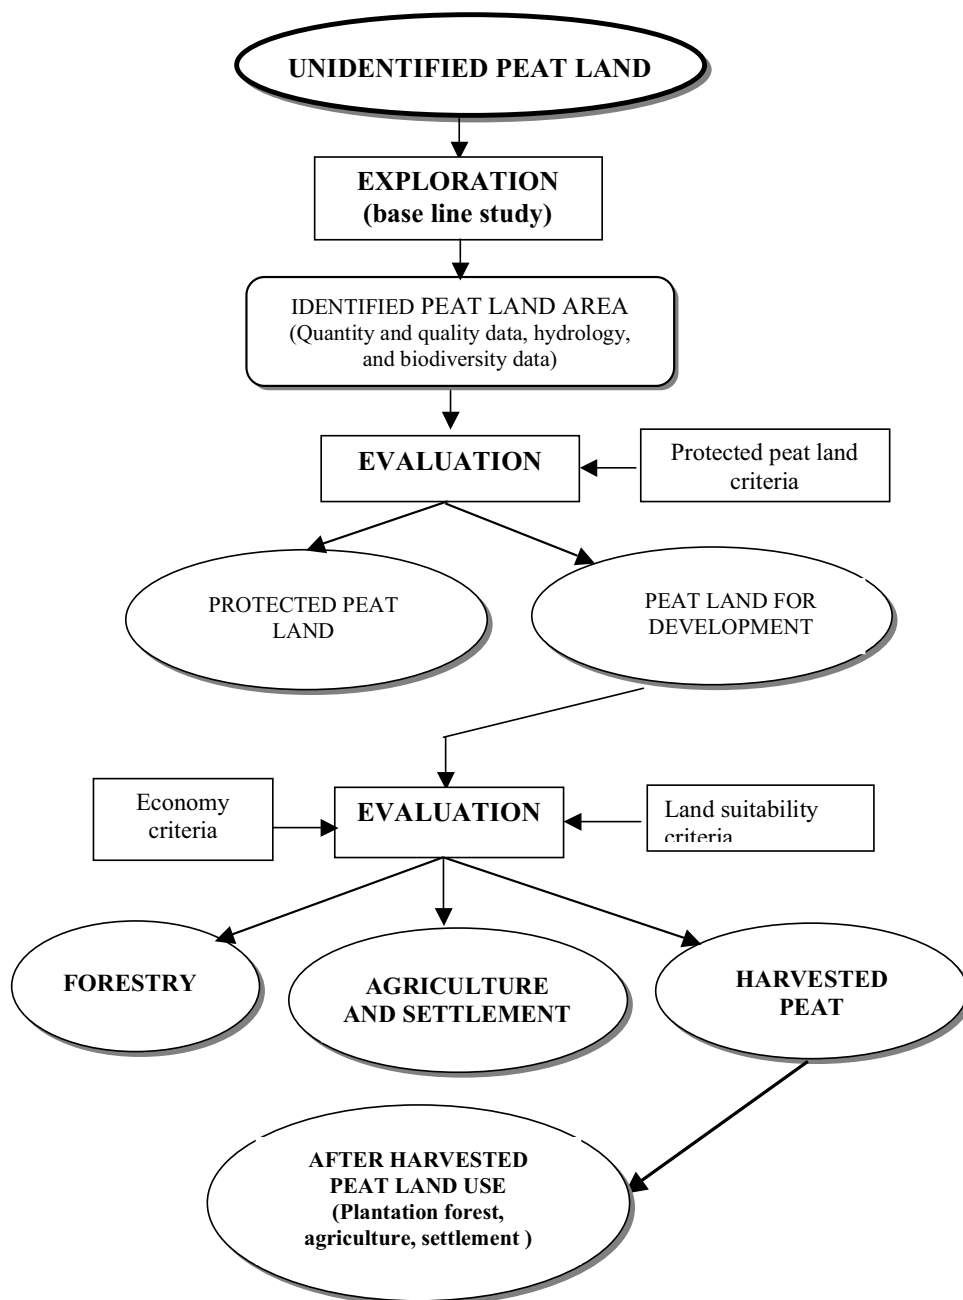 UNIDENTIFIED PEAT LAND
EXPLORATION
(base line study)
IDENTIFIED PEAT LAND AREA
(Quantity and quality data, hydrology,
and biodiversity data)
EVALUATION
Protected peat land
criteria
PROTECTED PEAT
LAND
PEAT LAND FOR
DEVELOPMENT
Economy
criteria
EVALUATION
Land suitability
criteria
FORESTRY
AGRICULTURE
AND SETTLEMENT
HARVESTED
PEAT
AFTER HARVESTED
PEAT LAND USE
(Plantation forest,
agriculture, settlement )